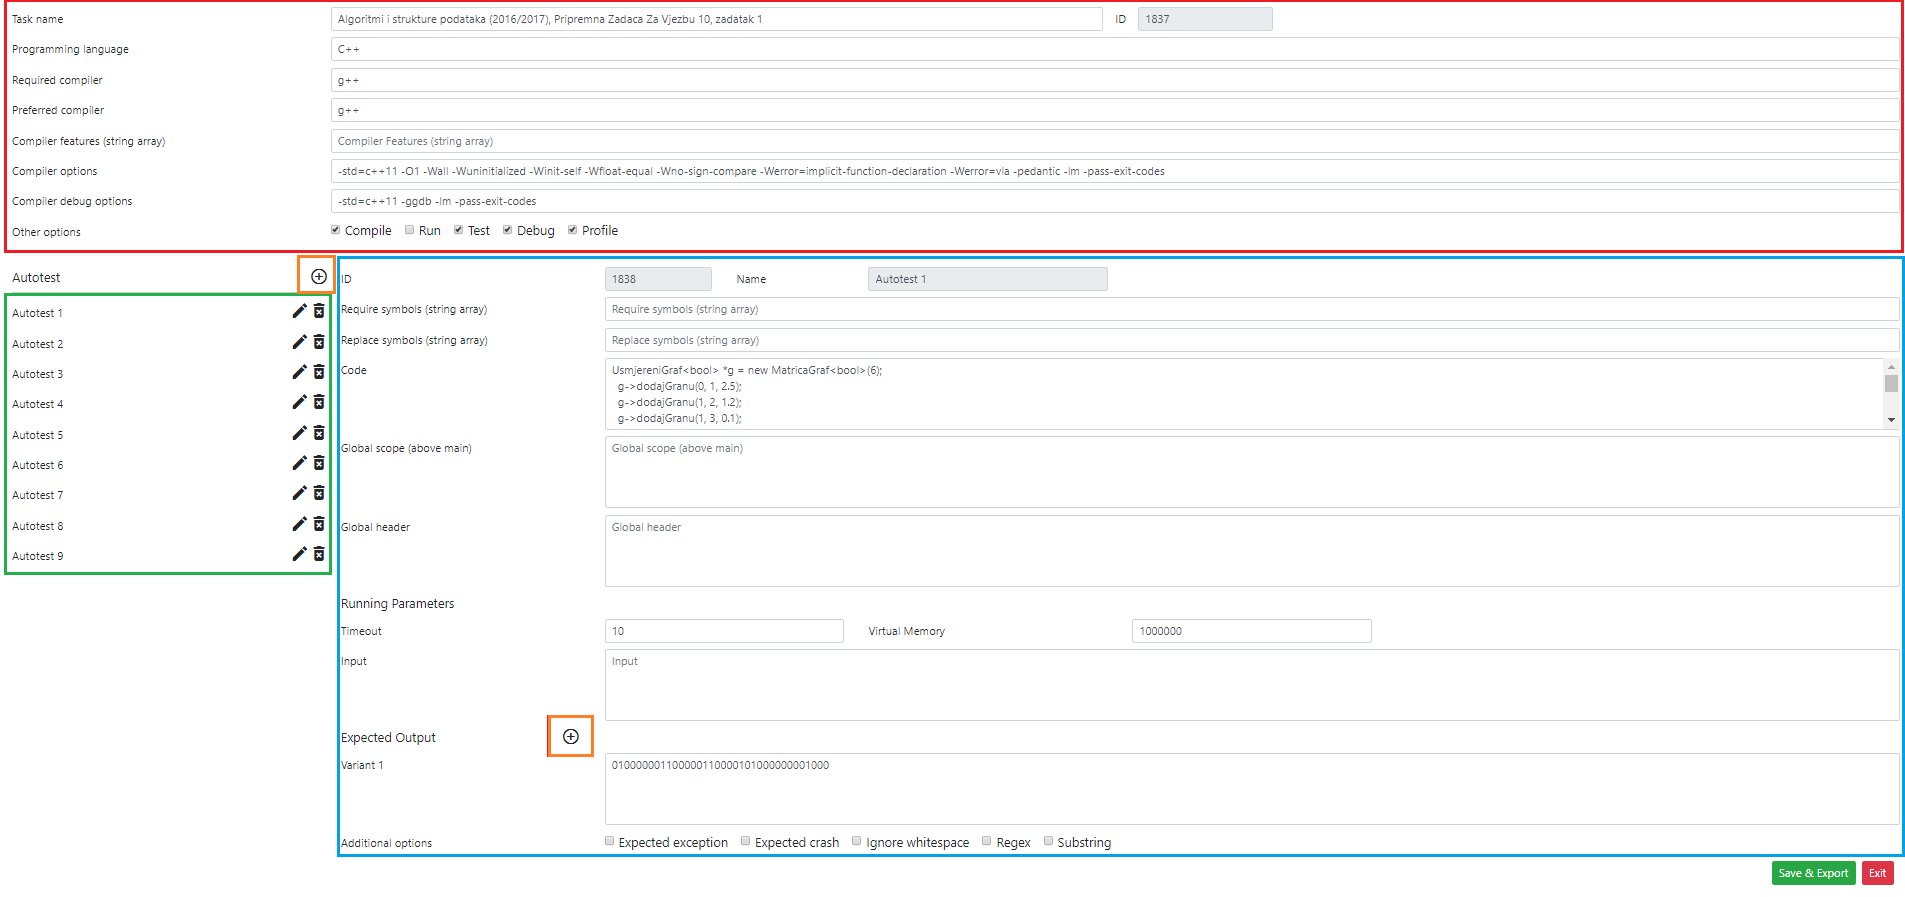 Task name Algoritmi i strukture podataka (2016/2017), Pripremna Zadaca Za Vjezbu 10, zadatak 1 ID 1837
Programming language C++
Required compiler g++
Preferred compiler g++
Compiler features (string array) Compiler Features (string array)
Compiler options -std=c++11 -O1 -Wall -Wuninitialized -Winit-self -Wfloat-equal -Wno-sign-compare -Werror=implicit-function-declaration -Werror=vla -pedantic -lm -pass-exit-codes
Compiler debug options -std=c++11 -ggdb -lm -pass-exit-codes
Other options Compile Run Test Debug Profile
Autotest
Autotest 1
Autotest 2
Autotest 3
Autotest 4
Autotest 5
Autotest 6
Autotest 7
Autotest 8
Autotest 9
ID 1838 Name Autotest 1
Require symbols (string array) Require symbols (string array)
Replace symbols (string array) Replace symbols (string array)
Code UsmjereniGraf<bool> *g = new MatricaGraf<bool>(6);
g->dodajGranu(0, 1, 2.5);
g->dodajGranu(1, 2, 1.2);
g->dodajGranu(1, 3, 0.1);
Global scope (above main) Global scope (above main)
Global header Global header
Running Parameters
Timeout 10 Virtual Memory 1000000
Input Input
Expected Output
Variant 1 010000001100000110000101000000001000
Additional options Expected exception Expected crash Ignore whitespace Regex Substring
Save & Export Exit